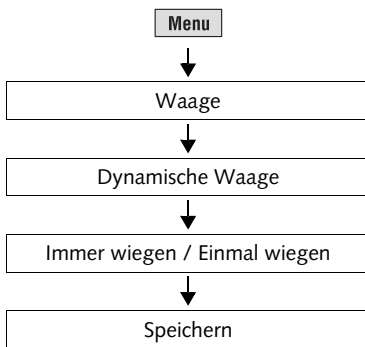 Menu
Waage
Dynamische Waage
Immer wiegen / Einmal wiegen
Speichern